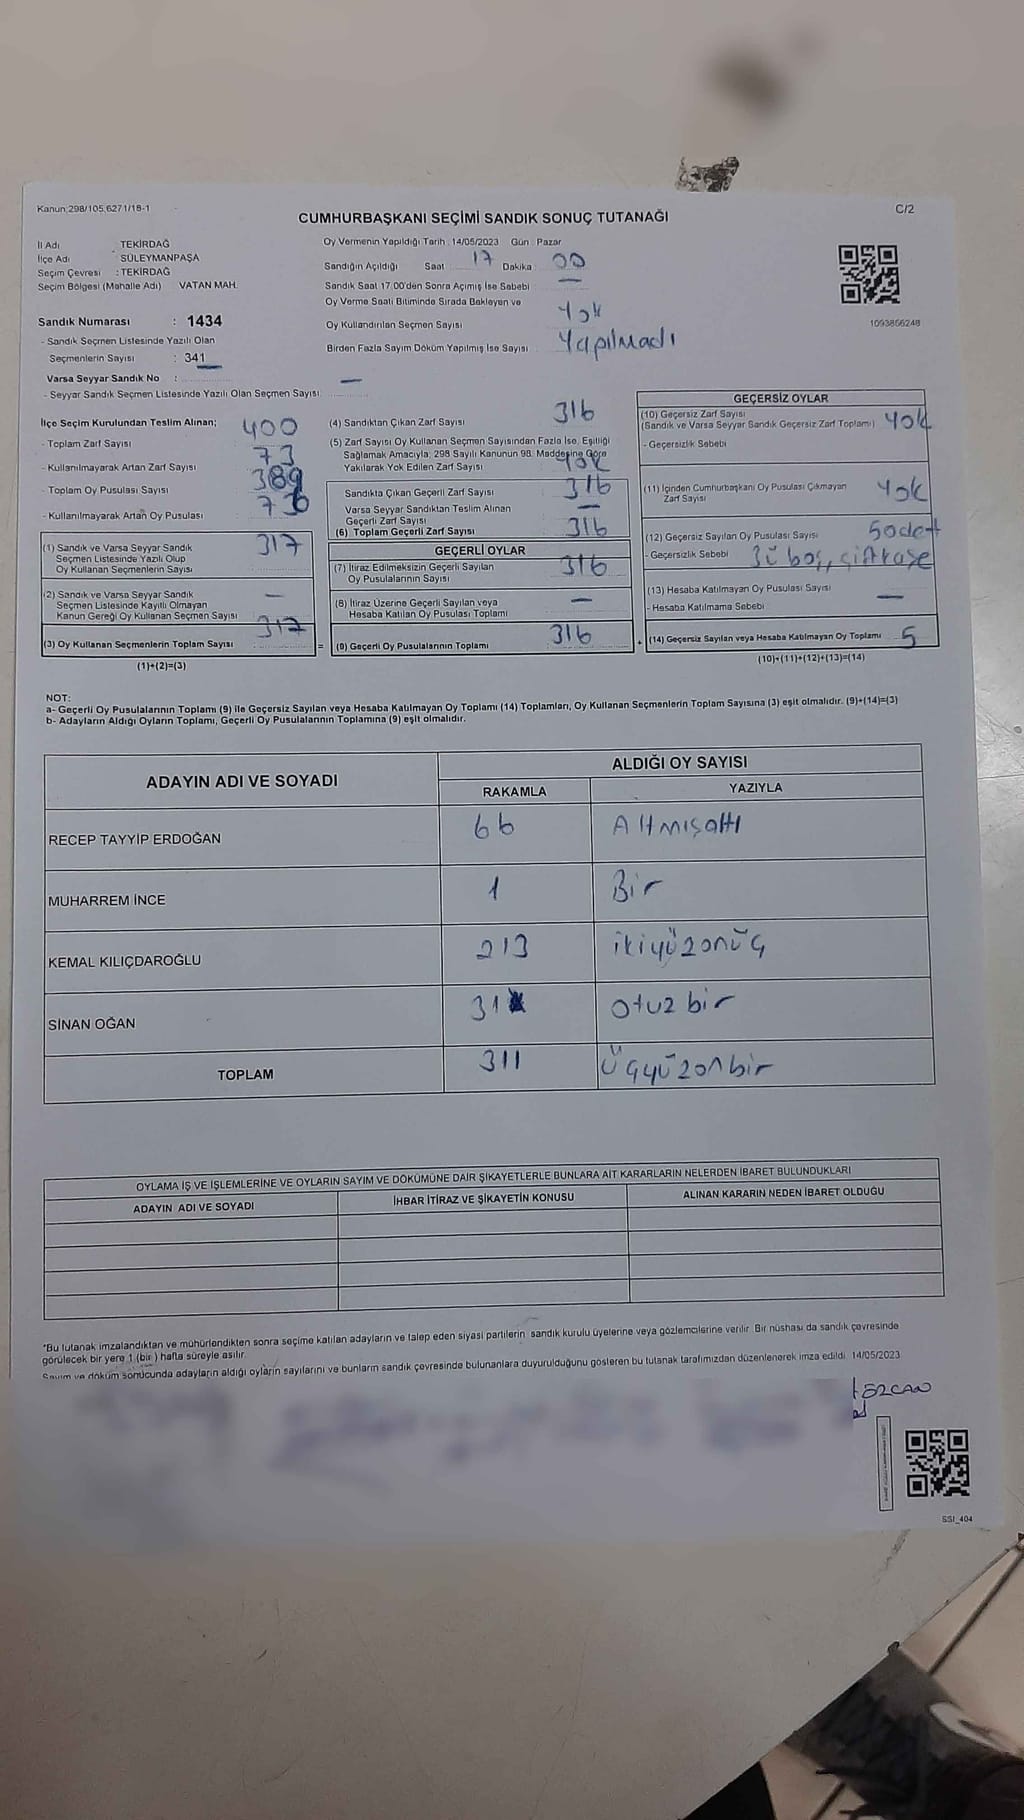 Kanun:298/105,6271/18-1
C/2
CUMHURBAŞKANI SEÇİMİ SANDIK SONUÇ TUTANAĞI
İl Adı : TEKİRDAĞ
İlçe Adı : SÜLEYMANPAŞA
Seçim Çevresi : TEKİRDAĞ
Seçim Bölgesi (Mahalle Adı) VATAN MAH.
Sandık Numarası : 1434
- Sandık Seçmen Listesinde Yazılı Olan
Seçmenlerin Sayısı : 341
Varsa Seyyar Sandık No : —
- Seyyar Sandık Seçmen Listesinde Yazılı Olan Seçmen Sayısı
Oy Vermenin Yapıldığı Tarih : 14/05/2023 Gün : Pazar
Sandığın Açıldığı Saat 17 Dakika : 00
Sandık Saat 17.00'den Sonra Açımış İse Sebebi —
Oy Verme Saati Bitiminde Sırada Bekleyen ve
Oy Kullandırılan Seçmen Sayısı Yok
Birden Fazla Sayım Döküm Yapılmış İse Sayısı Yapılmadı
1093866248
İlçe Seçim Kurulundan Teslim Alınan;
- Toplam Zarf Sayısı 400
- Kullanılmayarak Artan Zarf Sayısı 73
- Toplam Oy Pusulası Sayısı 389
- Kullanılmayarak Artan Oy Pusulası
(1) Sandık ve Varsa Seyyar Sandık 317
Seçmen Listesinde Yazılı Olup
Oy Kullanan Seçmenlerin Sayısı
(2) Sandık ve Varsa Seyyar Sandık —
Seçmen Listesinde Kayıtlı Olmayan
Kanun Gereği Oy Kullanan Seçmen Sayısı
(3) Oy Kullanan Seçmenlerin Toplam Sayısı 317 =
(1)+(2)=(3)
(4) Sandıktan Çıkan Zarf Sayısı 316
(5) Zarf Sayısı Oy Kullanan Seçmen Sayısından Fazla İse, Eşitliği
Sağlamak Amacıyla; 298 Sayılı Kanunun 98. Maddesine Göre
Yakılarak Yok Edilen Zarf Sayısı Yok
Sandıkta Çıkan Geçerli Zarf Sayısı 316
Varsa Seyyar Sandıktan Teslim Alınan
Geçerli Zarf Sayısı —
(6) Toplam Geçerli Zarf Sayısı 316
GEÇERLİ OYLAR
(7) İtiraz Edilmeksizin Geçerli Sayılan 316
Oy Pusulalarının Sayısı
(8) İtiraz Üzerine Geçerli Sayılan veya —
Hesaba Katılan Oy Pusulası Toplamı
(9) Geçerli Oy Pusulalarının Toplamı 316 +
GEÇERSİZ OYLAR
(10) Geçersiz Zarf Sayısı
(Sandık ve Varsa Seyyar Sandık Geçersiz Zarf Toplamı) Yok
- Geçersizlik Sebebi
(11) İçinden Cumhurbaşkanı Oy Pusulası Çıkmayan Yok
Zarf Sayısı
(12) Geçersiz Sayılan Oy Pusulası Sayısı 5 adet
- Geçersizlik Sebebi 3ü boş,
(13) Hesaba Katılmayan Oy Pusulası Sayısı —
- Hesaba Katılmama Sebebi
(14) Geçersiz Sayılan veya Hesaba Katılmayan Oy Toplamı 5
(10)+(11)+(12)+(13)=(14)
NOT:
a- Geçerli Oy Pusulalarının Toplamı (9) ile Geçersiz Sayılan veya Hesaba Katılmayan Oy Toplamı (14) Toplamları, Oy Kullanan Seçmenlerin Toplam Sayısına (3) eşit olmalıdır. (9)+(14)=(3)
b- Adayların Aldığı Oyların Toplamı, Geçerli Oy Pusulalarının Toplamına (9) eşit olmalıdır.
ADAYIN ADI VE SOYADI
ALDIĞI OY SAYISI
RAKAMLA YAZIYLA
RECEP TAYYİP ERDOĞAN 66 Altmışaltı
MUHARREM İNCE 1 Bir
KEMAL KILIÇDAROĞLU 213 ikiyüzonüç
SİNAN OĞAN 31 otuz bir
TOPLAM 311 üçyüzonbir
OYLAMA İŞ VE İŞLEMLERİNE VE OYLARIN SAYIM VE DÖKÜMÜNE DAİR ŞİKAYETLERLE BUNLARA AİT KARARLARIN NELERDEN İBARET BULUNDUKLARI
ADAYIN ADI VE SOYADI İHBAR İTİRAZ VE ŞİKAYETİN KONUSU ALINAN KARARIN NEDEN İBARET OLDUĞU
*Bu tutanak imzalandıktan ve mühürlendikten sonra seçime katılan adayların ve talep eden siyasi partilerin sandık kurulu üyelerine veya gözlemcilerine verilir. Bir nüshası da sandık çevresinde
görülecek bir yere 1 (bir) hafta süreyle asılır.
Sayım ve döküm sonucunda adayların aldığı oyların sayılarını ve bunların sandık çevresinde bulunanlara duyurulduğunu gösteren bu tutanak tarafımızdan düzenlenerek imza edildi. 14/05/2023
ÖZCAN
SSI_404